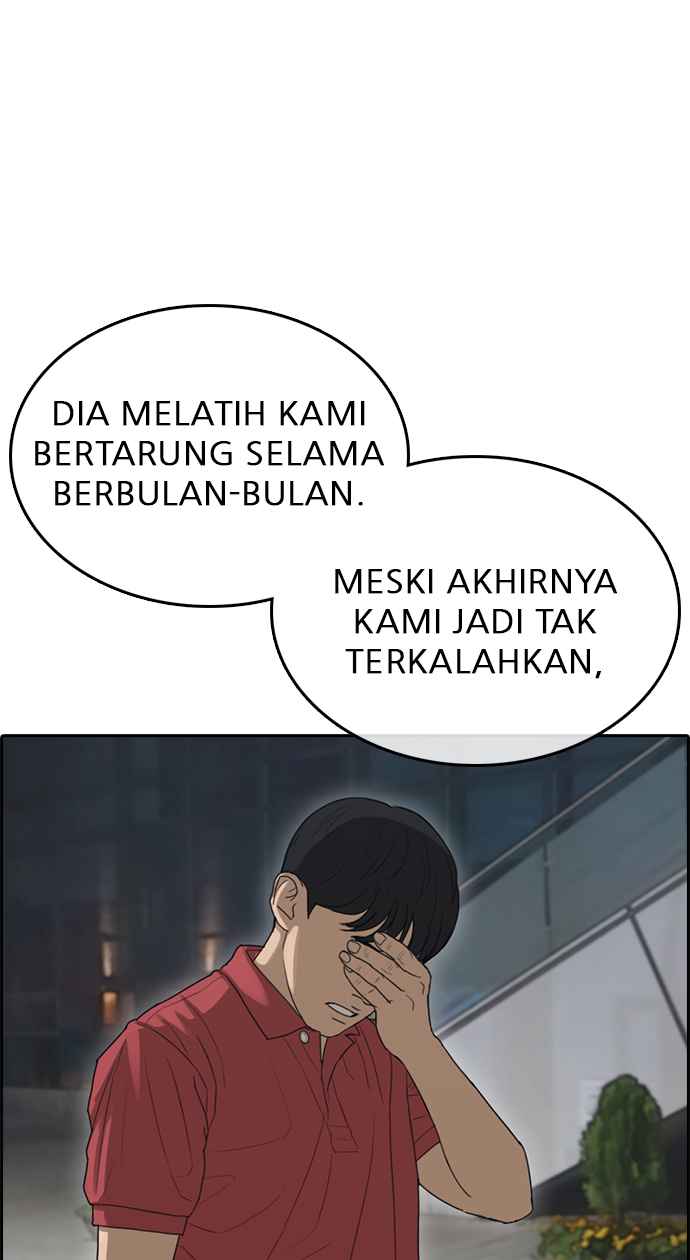 DIA MELATIH KAMI
BERTARUNG SELAMA
BERBULAN-BULAN.
MESKI AKHIRNYA
KAMI JADI TAK
TERKALAHKAN,